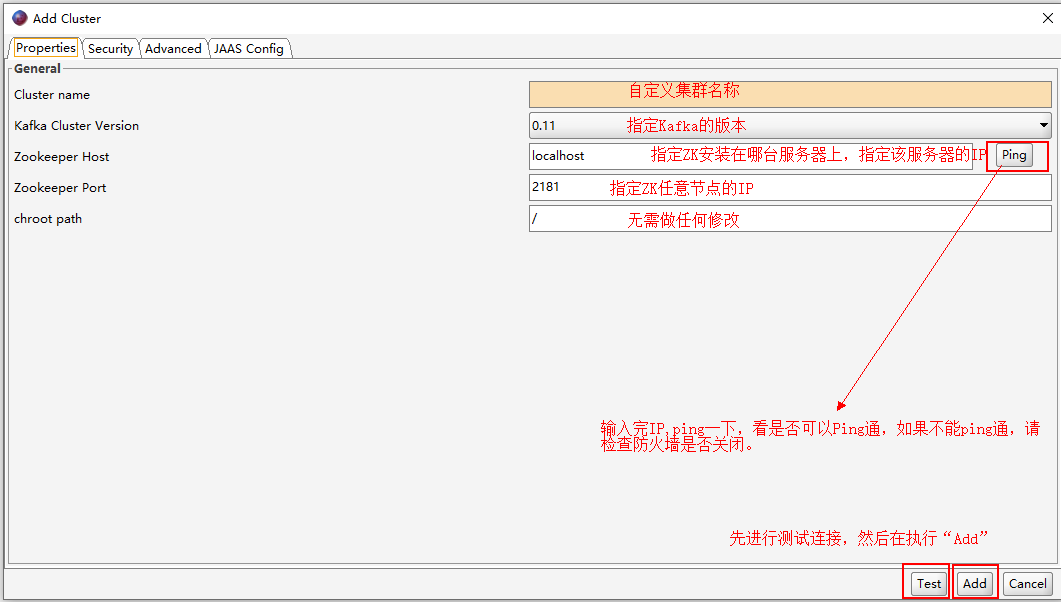 Add Cluster
Properties Security Advanced JAAS Config
General
Cluster name 自定义集群名称
Kafka Cluster Version 0.11 指定Kafka的版本
Zookeeper Host localhost 指定ZK安装在哪台服务器上，指定该服务器的IP Ping
Zookeeper Port 2181 指定ZK任意节点的IP
chroot path / 无需做任何修改
输入完IP,ping一下，看是否可以Ping通，如果不能ping通，请
检查防火墙是否关闭。
先进行测试连接，然后在执行“Add”
Test Add Cancel